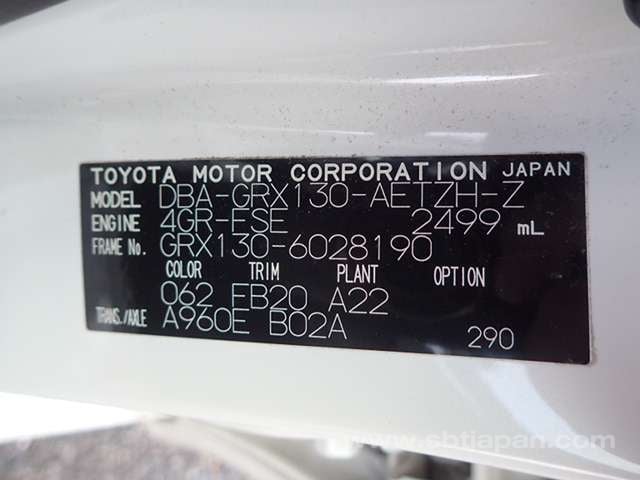 TOYOTA MOTOR CORPORATION JAPAN
MODEL DBA-GRX130-AETZH-Z
ENGINE 4GR-FSE 2499 mL
FRAME No. GRX130-6028190
COLOR TRIM PLANT OPTION
062 FB20 A22
TRANS./AXLE A960E B02A
290
www.sbtjapan.com